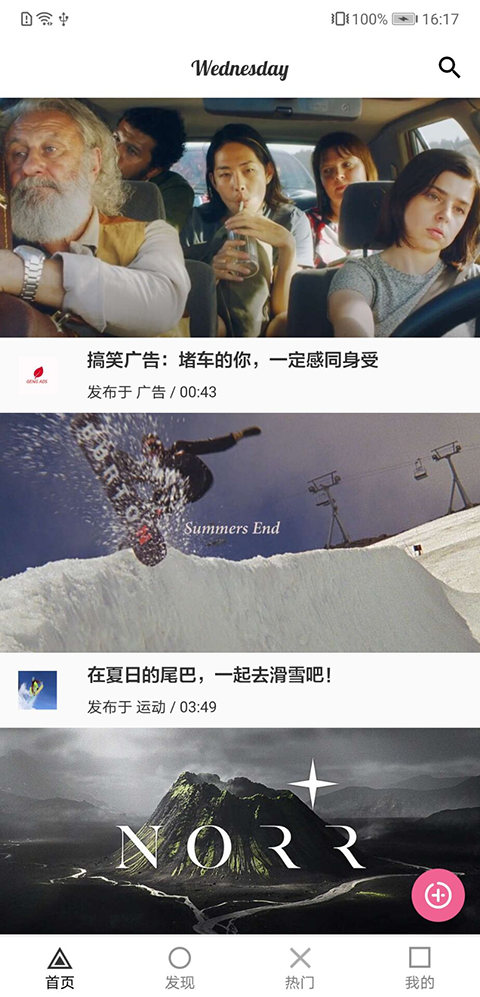 100% 16:17
Wednesday
搞笑广告：堵车的你，一定感同身受
GENIS ADS
发布于 广告 / 00:43
BURTON
Summers End
在夏日的尾巴，一起去滑雪吧！
发布于 运动 / 03:49
NORR
首页
发现
热门
我的